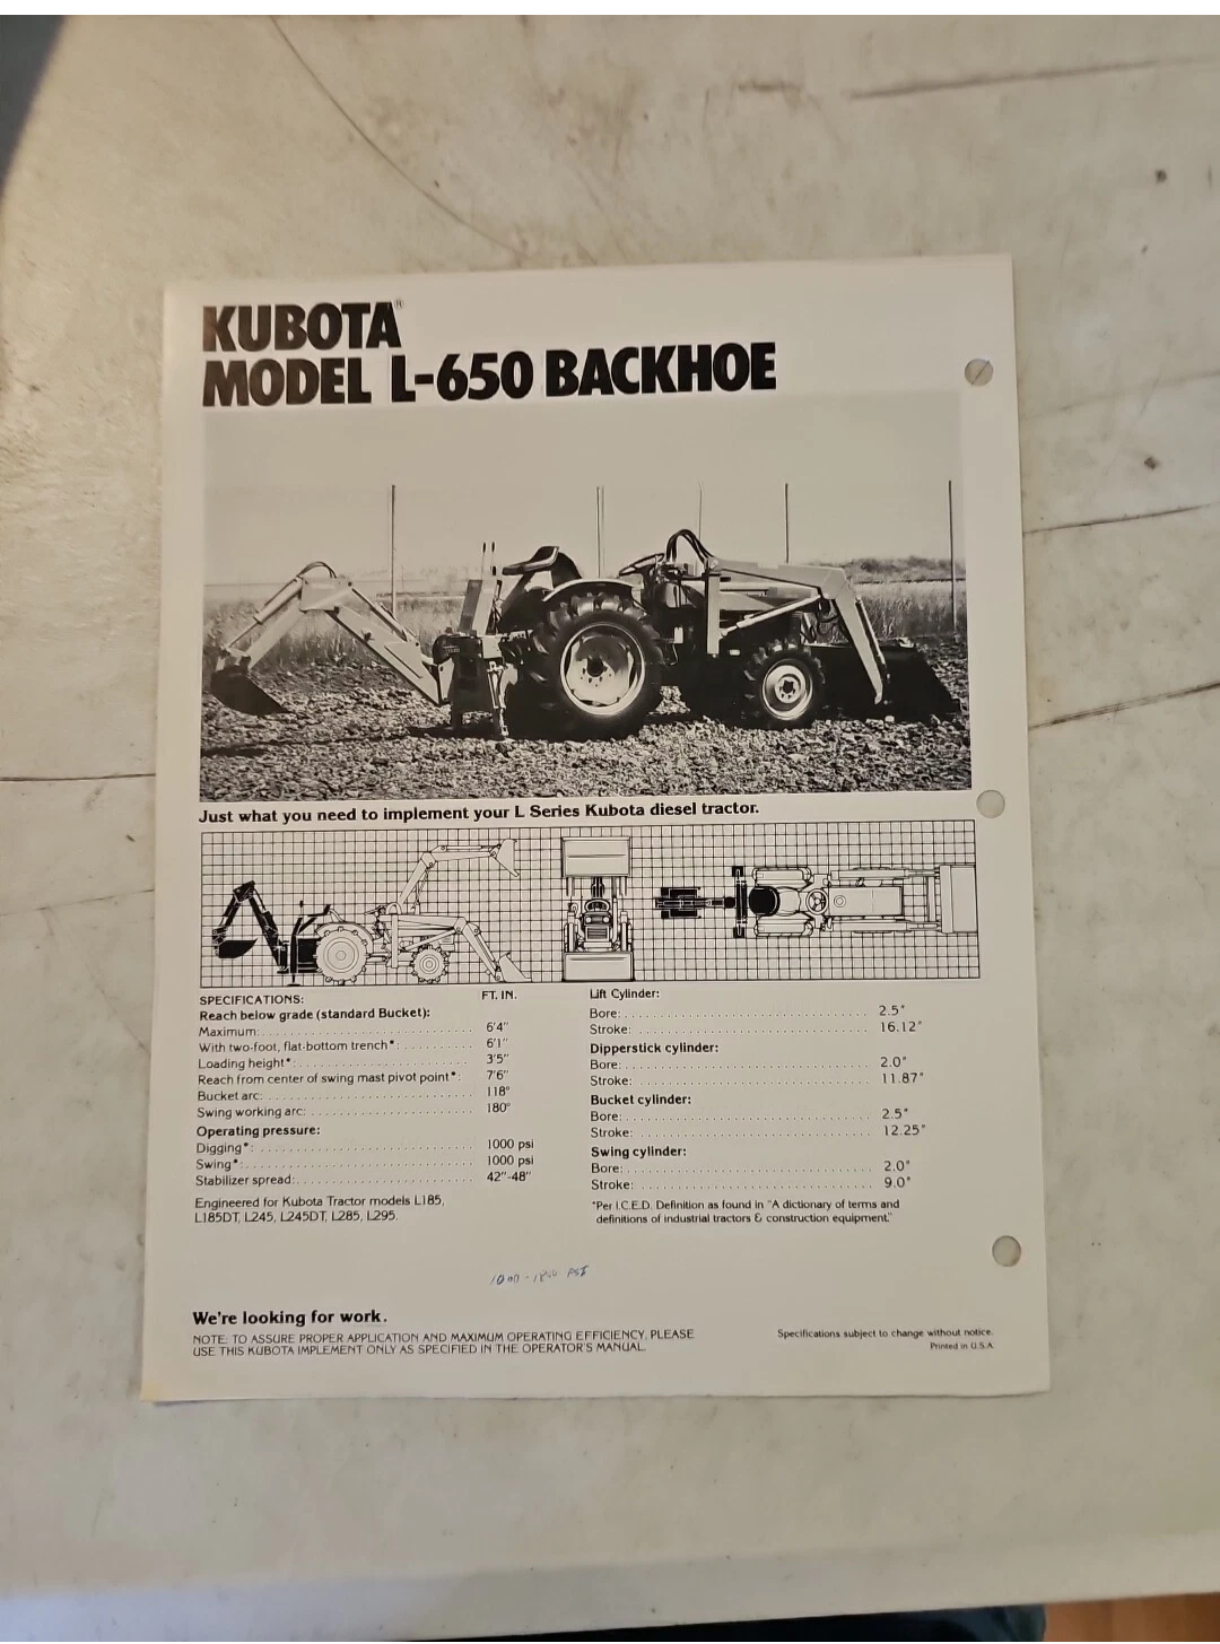 KUBOTA®
MODEL L-650 BACKHOE
Just what you need to implement your L Series Kubota diesel tractor.
SPECIFICATIONS: FT. IN.
Reach below grade (standard Bucket):
Maximum: 6'4"
With two-foot, flat-bottom trench*: 6'1"
Loading height*: 3'5"
Reach from center of swing mast pivot point*: 7'6"
Bucket arc: 118°
Swing working arc: 180°
Operating pressure:
Digging*: 1000 psi
Swing*: 1000 psi
Stabilizer spread: 42"-48"
Engineered for Kubota Tractor models L185,
L185DT, L245, L245DT, L285, L295.
Lift Cylinder:
Bore: 2.5"
Stroke: 16.12"
Dipperstick cylinder:
Bore: 2.0"
Stroke: 11.87"
Bucket cylinder:
Bore: 2.5"
Stroke: 12.25"
Swing cylinder:
Bore: 2.0"
Stroke: 9.0"
*Per I.C.E.D. Definition as found in "A dictionary of terms and
definitions of industrial tractors & construction equipment."
PSI
We're looking for work.
NOTE: TO ASSURE PROPER APPLICATION AND MAXIMUM OPERATING EFFICIENCY, PLEASE
USE THIS KUBOTA IMPLEMENT ONLY AS SPECIFIED IN THE OPERATOR'S MANUAL.
Specifications subject to change without notice.
Printed in U.S.A.